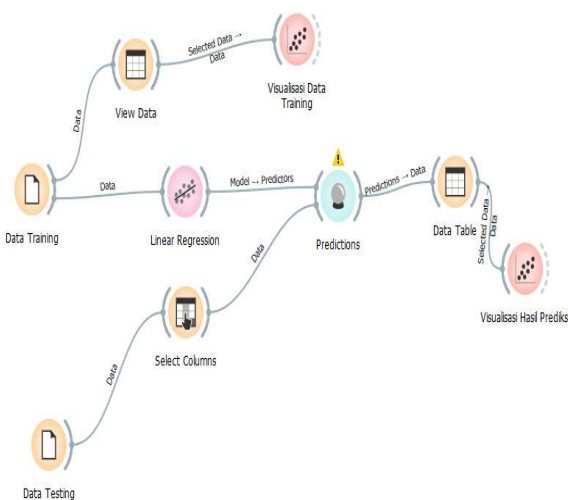 Selected Data →
Data
View Data
Visualisasi Data
Training
Data
Data
Model → Predictors
Predictions → Data
Data Training
Linear Regression
Predictions
Data Table
Selected Data →
Data
Data
Visualisasi Hasil Prediks
Select Columns
Data
Data Testing